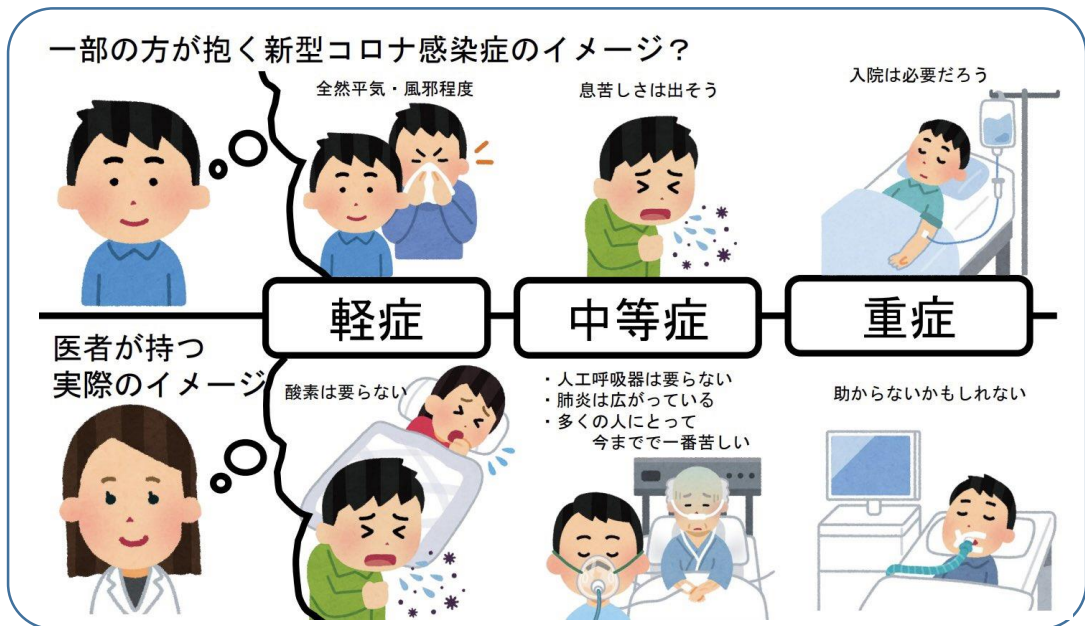 一部の方が抱く新型コロナ感染症のイメージ？
全然平気・風邪程度
息苦しさは出そう
入院は必要だろう
軽症
中等症
重症
医者が持つ
実際のイメージ
酸素は要らない
・人工呼吸器は要らない
・肺炎は広がっている
・多くの人にとって
今までで一番苦しい
助からないかもしれない